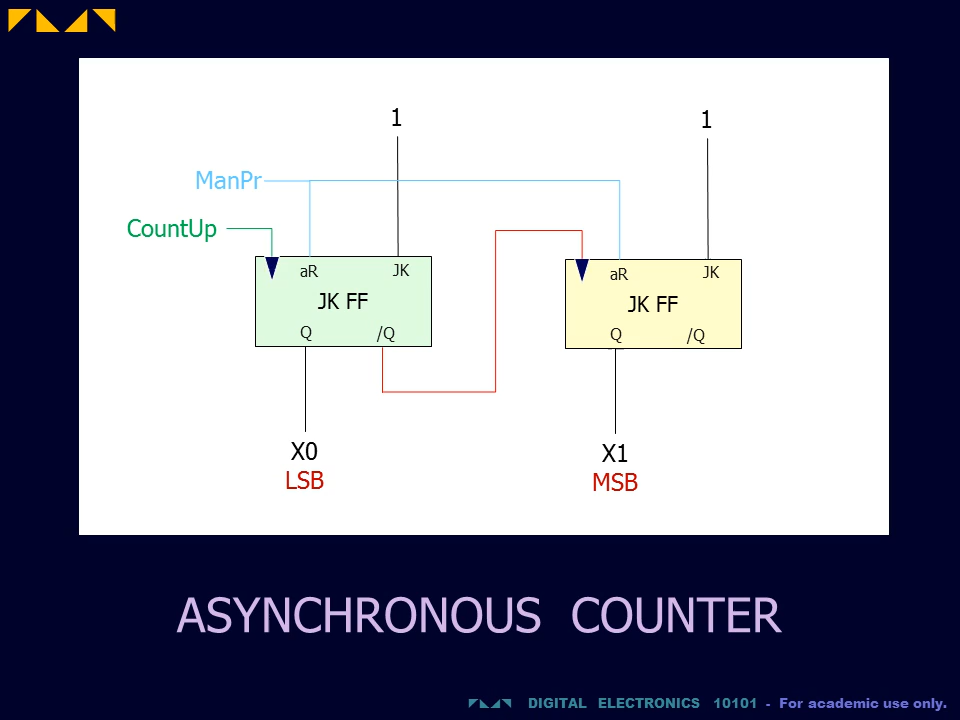 1
1
ManPr
CountUp
aR JK
JK FF
Q /Q
aR JK
JK FF
Q /Q
X0
LSB
X1
MSB
ASYNCHRONOUS COUNTER
DIGITAL ELECTRONICS 10101 - For academic use only.